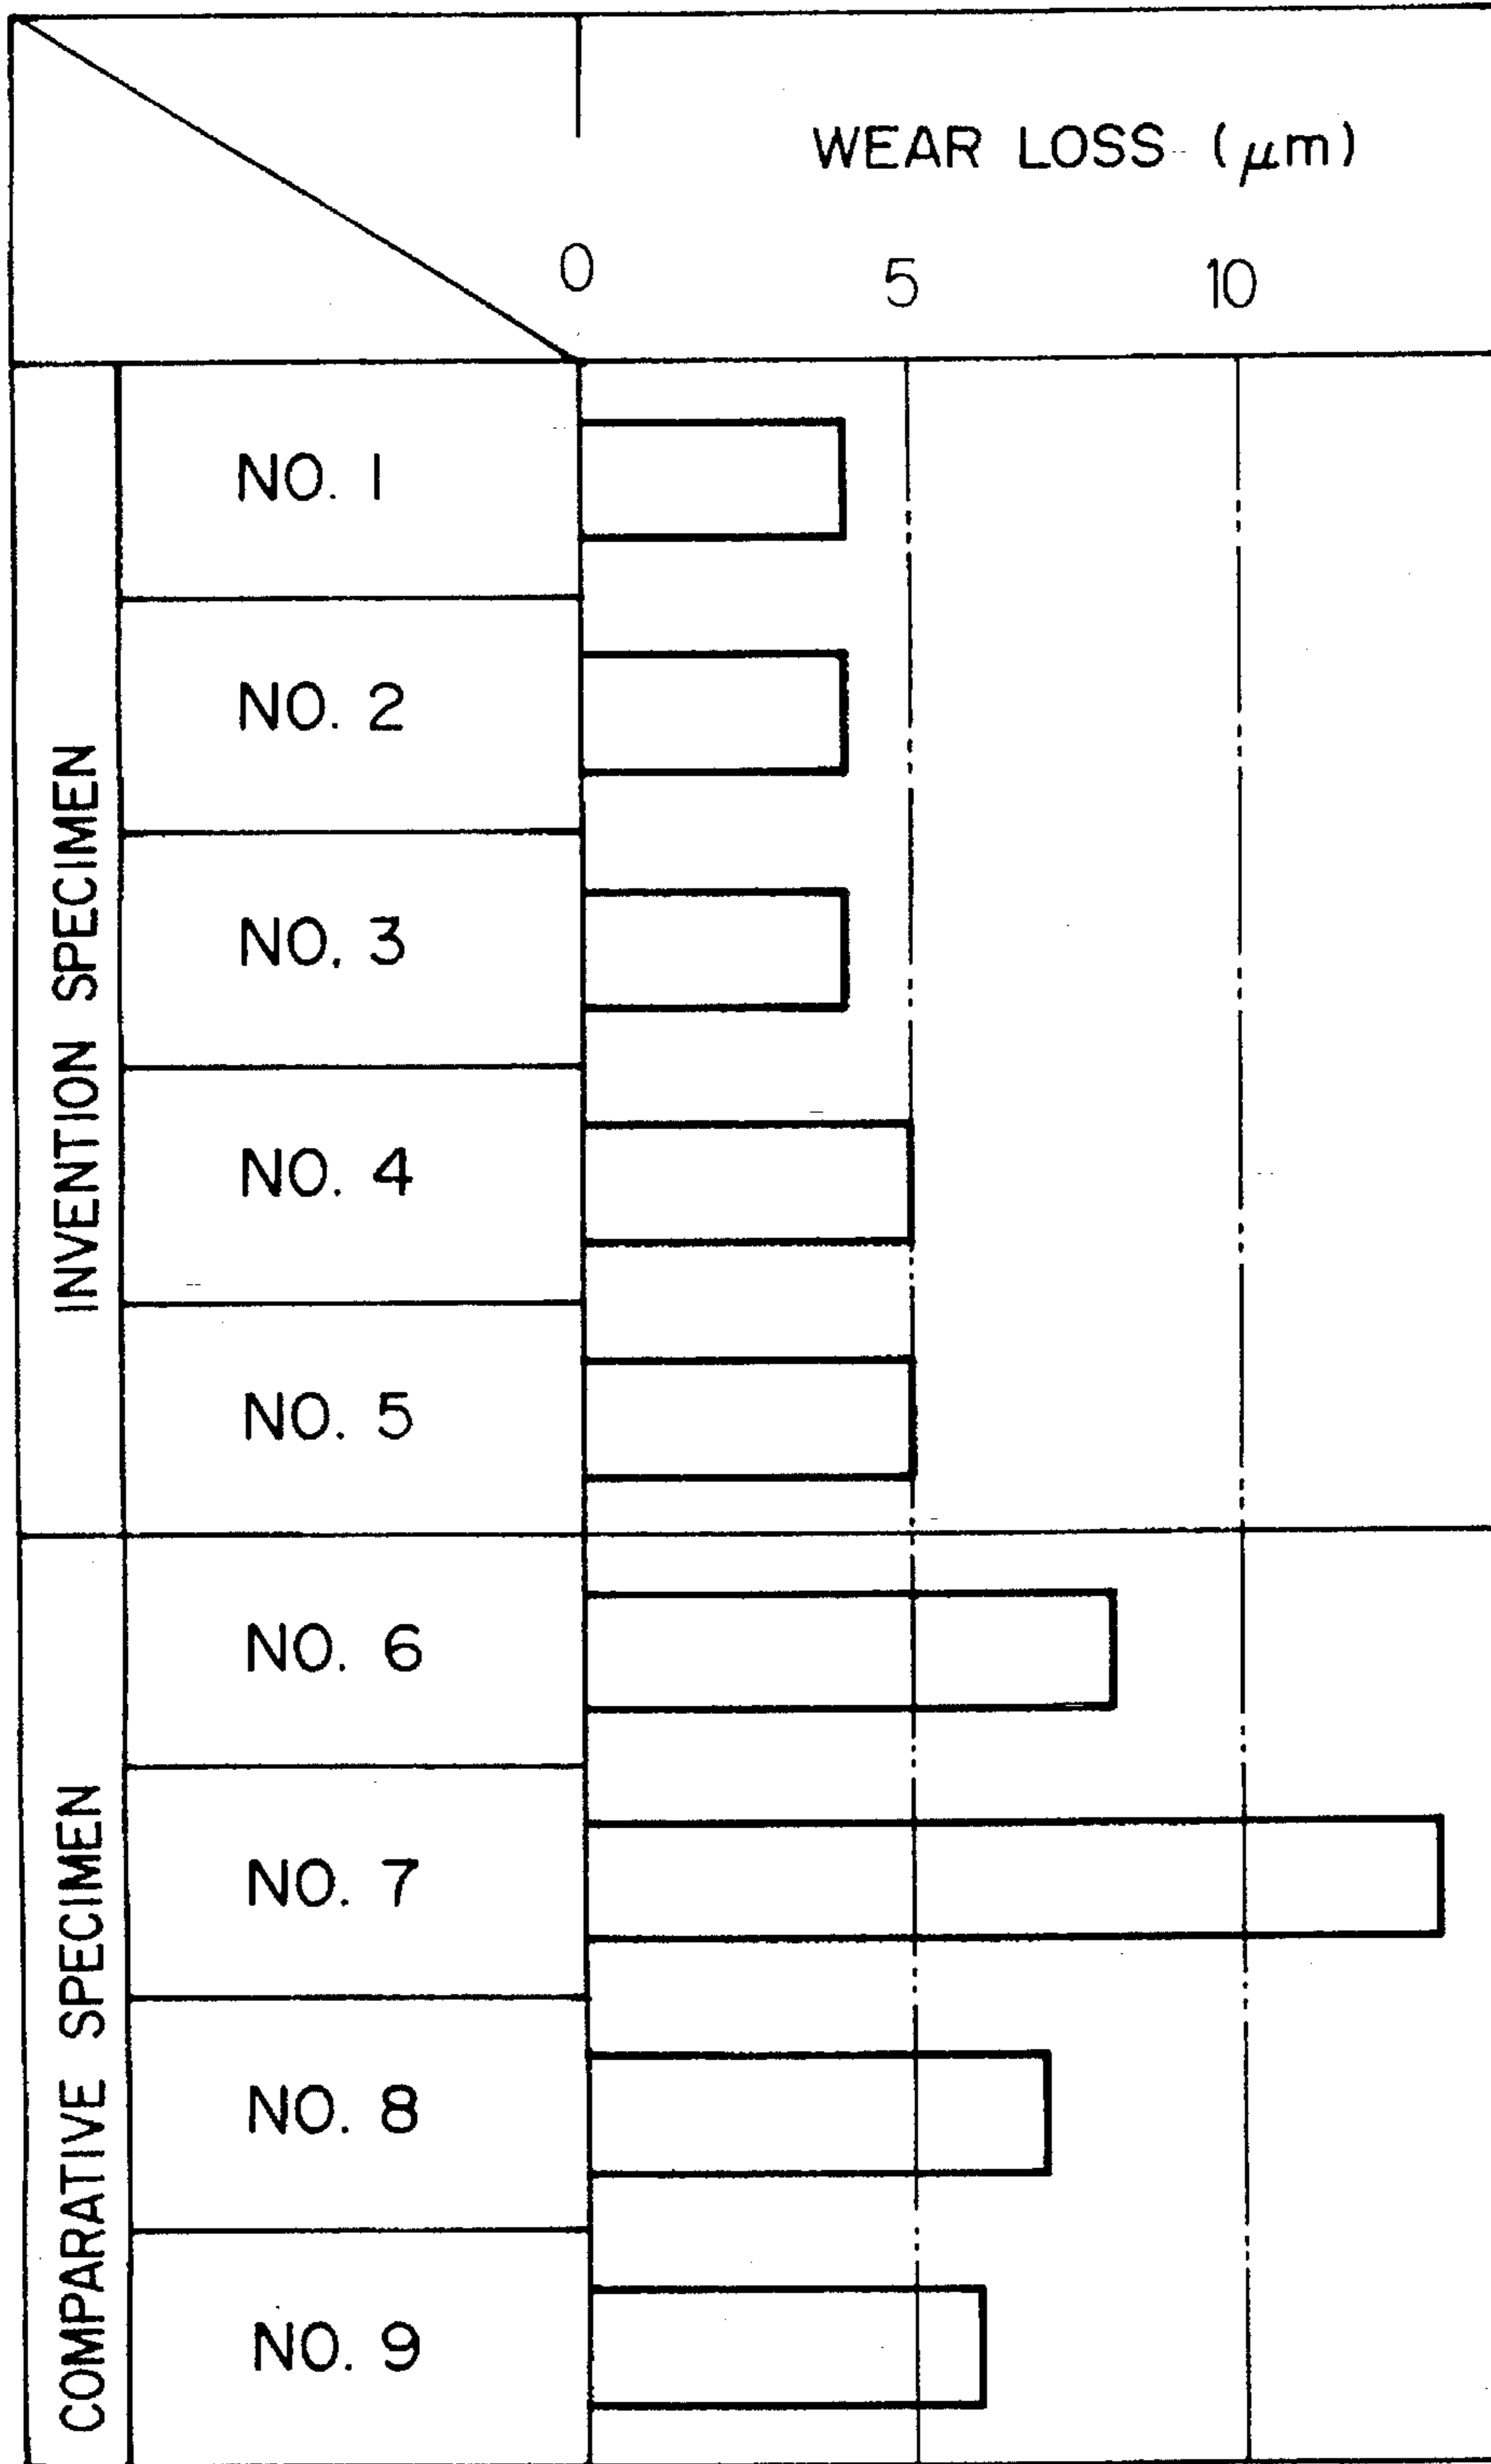 WEAR LOSS (μm)
0 5 10
INVENTION SPECIMEN
NO. 1
NO. 2
NO. 3
NO. 4
NO. 5
COMPARATIVE SPECIMEN
NO. 6
NO. 7
NO. 8
NO. 9